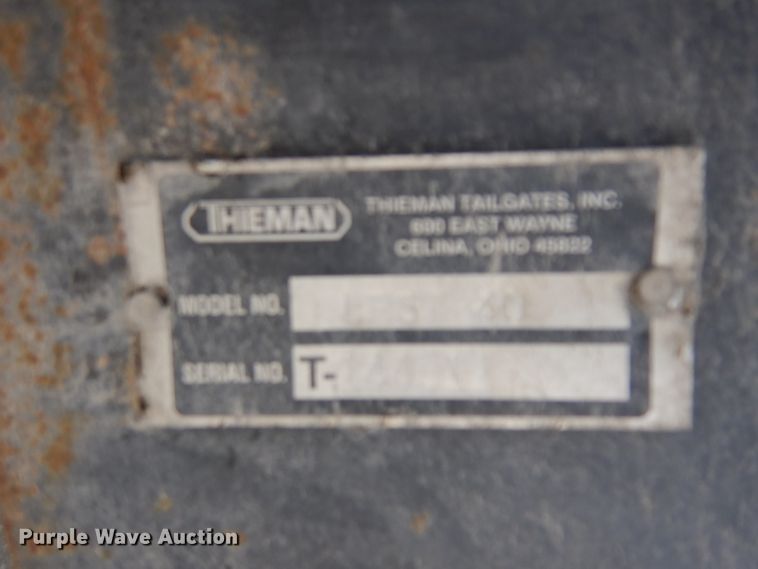 THIEMAN
THIEMAN TAILGATES, INC.
600 EAST WAYNE
CELINA, OHIO 45822
MODEL NO.
SERIAL NO. T-
Purple Wave Auction